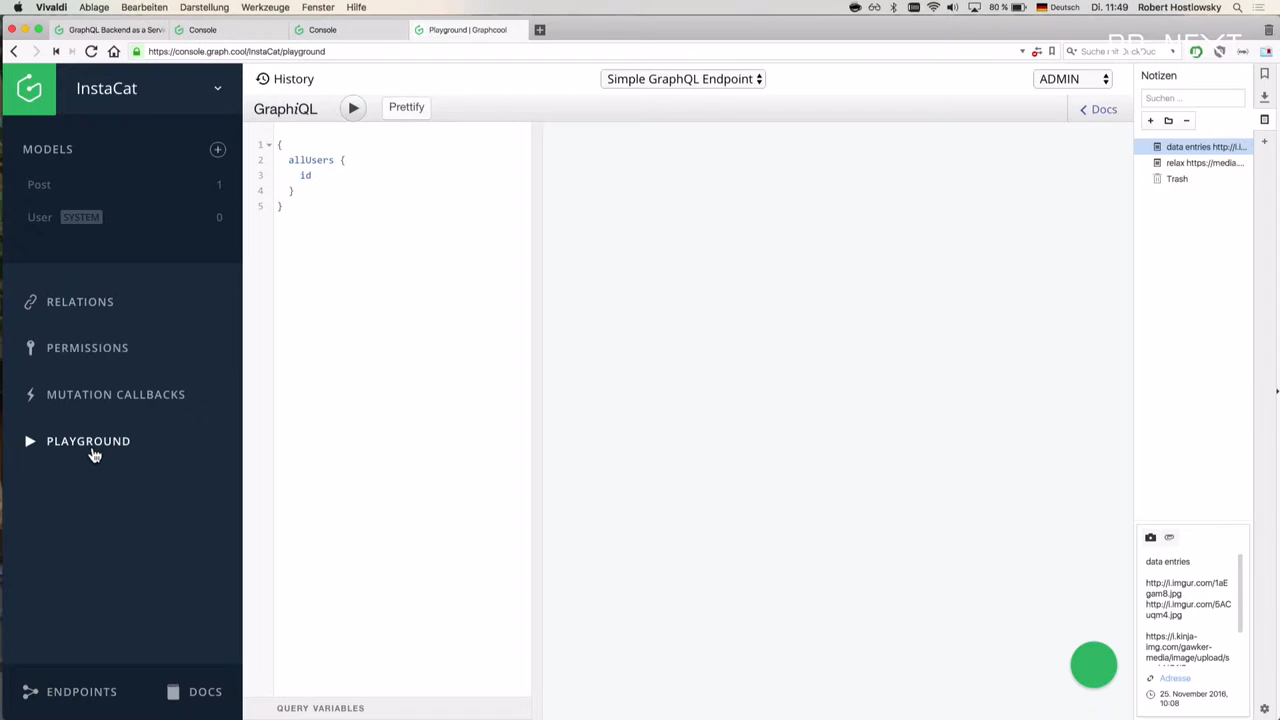 Vivaldi Ablage Bearbeiten Darstellung Werkzeuge Fenster Hilfe 80 % Deutsch Di. 11:49 Robert Hostlowsky
GraphQL Backend as a Serv Console Console Playground | Graphcool
https://console.graph.cool/InstaCat/playground
InstaCat
History
Simple GraphQL Endpoint
ADMIN
Notizen
GraphiQL
Prettify
Docs
Suchen ...
MODELS
Post 1
User SYSTEM 0
RELATIONS
PERMISSIONS
MUTATION CALLBACKS
PLAYGROUND
ENDPOINTS DOCS
1 {
2 allUsers {
3 id
4 }
5 }
QUERY VARIABLES
data entries http://i.i...
relax https://media....
Trash
data entries
http://i.imgur.com/1aE
gam8.jpg
http://i.imgur.com/5AC
uqm4.jpg
https://i.kinja-
img.com/gawker-
media/image/upload/s
Adresse
25. November 2016,
10:08